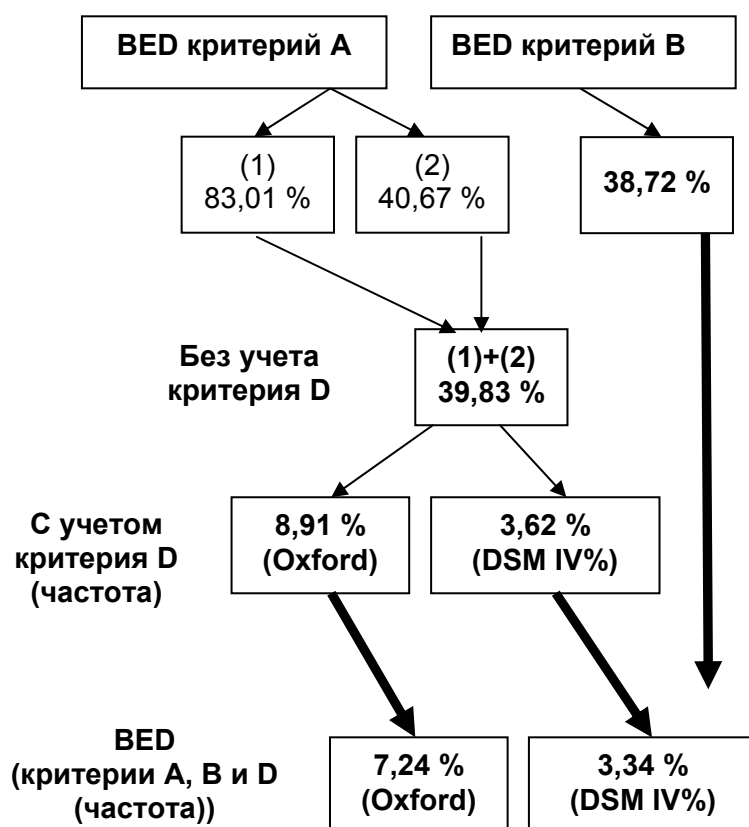 BED критерий A
BED критерий B
(1)
83,01 %
(2)
40,67 %
38,72 %
Без учета
критерия D
(1)+(2)
39,83 %
С учетом
критерия D
(частота)
8,91 %
(Oxford)
3,62 %
(DSM IV%)
BED
(критерии A, B и D
(частота))
7,24 %
(Oxford)
3,34 %
(DSM IV%)